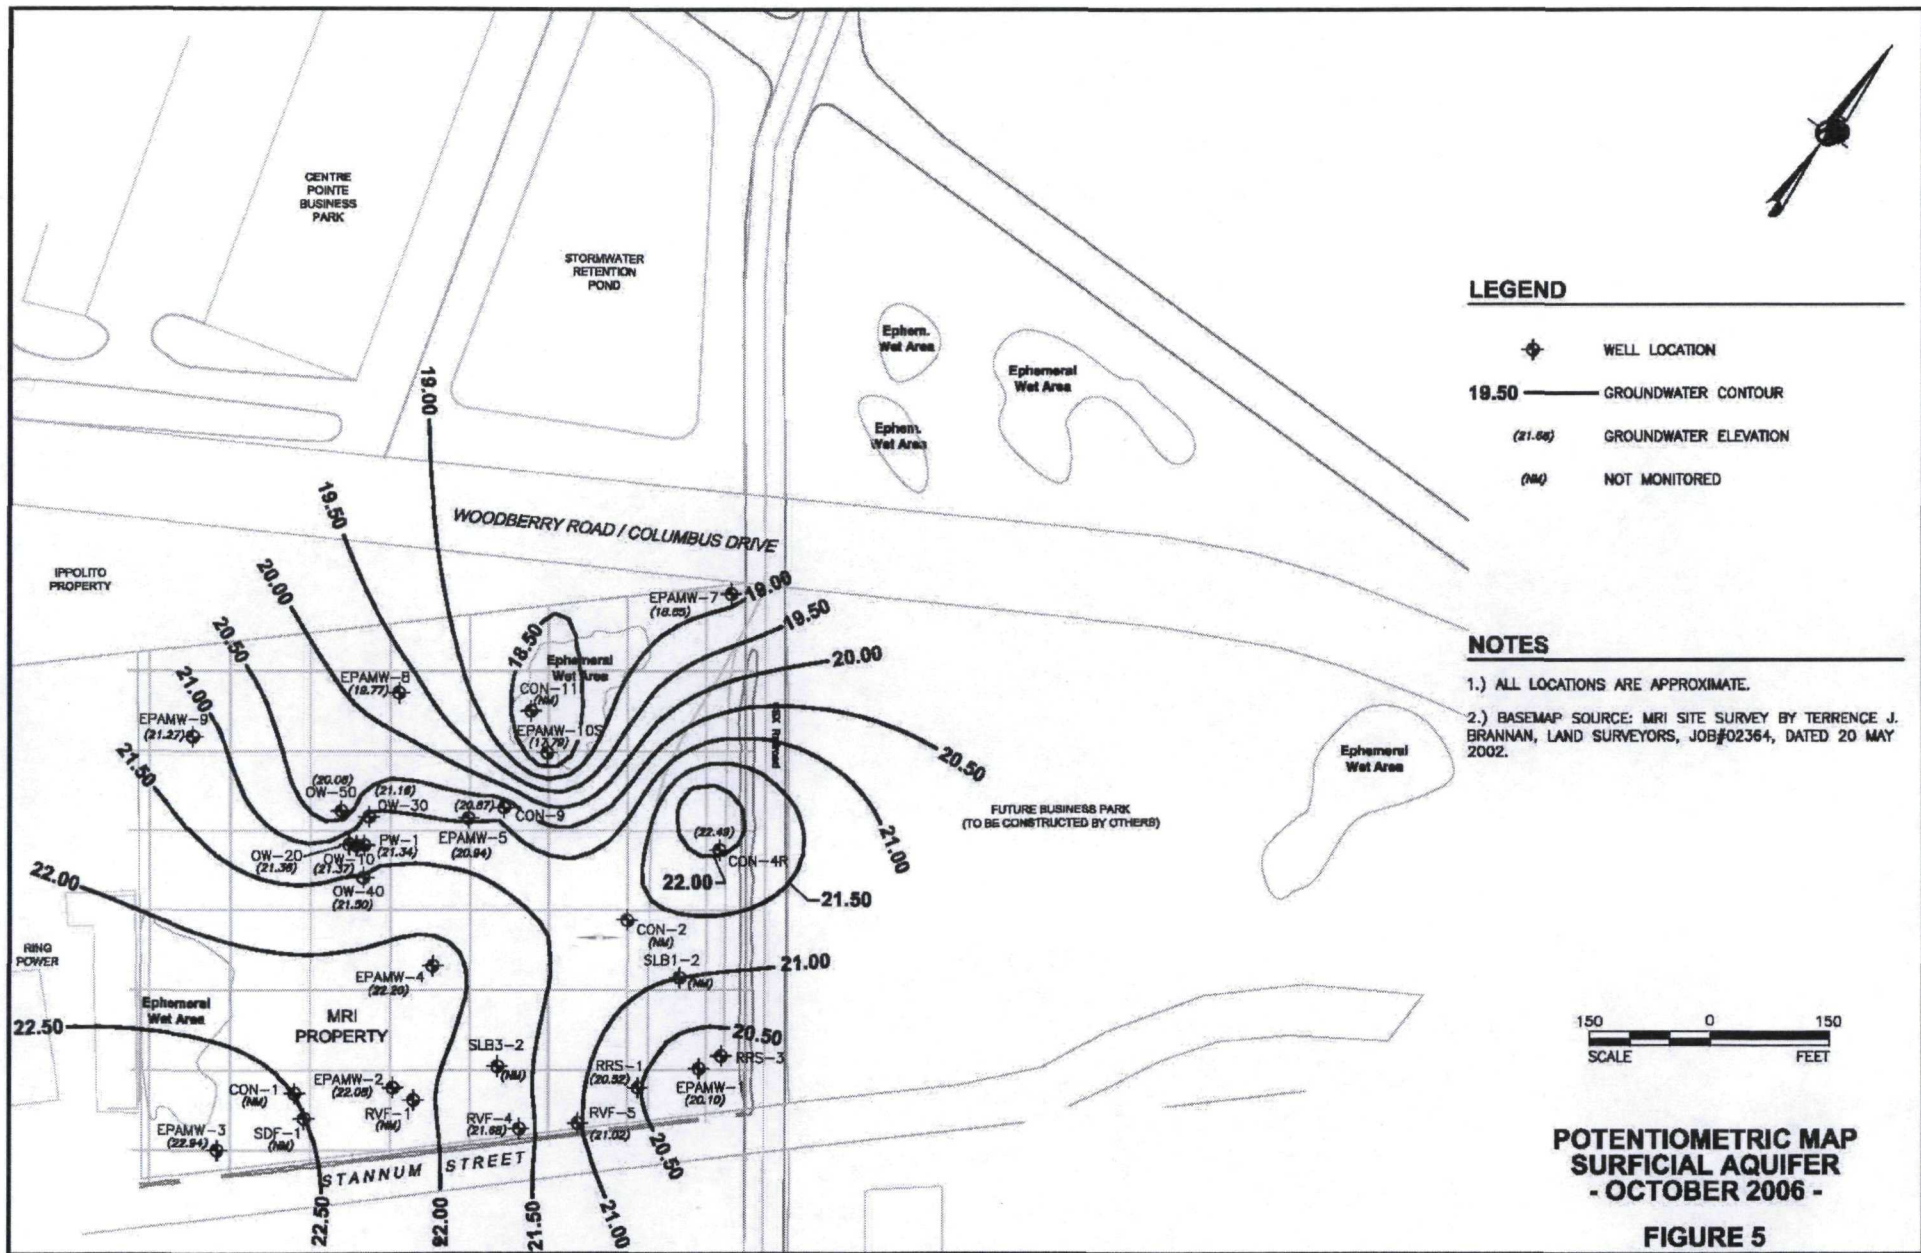 CENTRE
POINTE
BUSINESS
PARK
STORMWATER
RETENTION
POND
Ephem.
Wet Area
Ephemeral
Wet Area
Ephem.
Wet Area
LEGEND
WELL LOCATION
19.50 GROUNDWATER CONTOUR
(21.68) GROUNDWATER ELEVATION
(NM) NOT MONITORED
19.00
19.50
20.00
20.50
21.00
21.50
22.00
22.50
WOODBERRY ROAD / COLUMBUS DRIVE
IPPOLITO
PROPERTY
EPAMW-7
19.00
19.50
20.00
20.50
21.00
18.50
Ephemeral
Wet Area
CON-11
(NM)
EPAMW-10S
(17.79)
EPAMW-8
(19.77)
EPAMW-9
(21.27)
CSX Railroad
NOTES
1.) ALL LOCATIONS ARE APPROXIMATE.
2.) BASEMAP SOURCE: MRI SITE SURVEY BY TERRENCE J.
BRANNAN, LAND SURVEYORS, JOB#02364, DATED 20 MAY
2002.
Ephemeral
Wet Area
FUTURE BUSINESS PARK
(TO BE CONSTRUCTED BY OTHERS)
OW-50
(21.16)
OW-30
(20.87)
CON-9
EPAMW-5
(20.94)
PW-1
(21.34)
OW-20
OW-10
(21.37)
OW-40
(21.50)
(22.49)
CON-4R
22.00
21.50
CON-2
(NM)
SLB1-2
(NM)
21.00
EPAMW-4
(22.20)
RING
POWER
Ephemeral
Wet Area
MRI
PROPERTY
SLB3-2
(NM)
20.50
RRS-3
RRS-1
(20.52)
EPAMW-1
(20.10)
CON-1
(NM)
EPAMW-2
RVF-1
(NM)
EPAMW-3
(22.94)
SDF-1
(NM)
RVF-4
(21.68)
RVF-5
(21.02)
20.50
STANNUM STREET
22.50
22.00
21.50
21.00
150 0 150
SCALE FEET
POTENTIOMETRIC MAP
SURFICIAL AQUIFER
- OCTOBER 2006 -
FIGURE 5